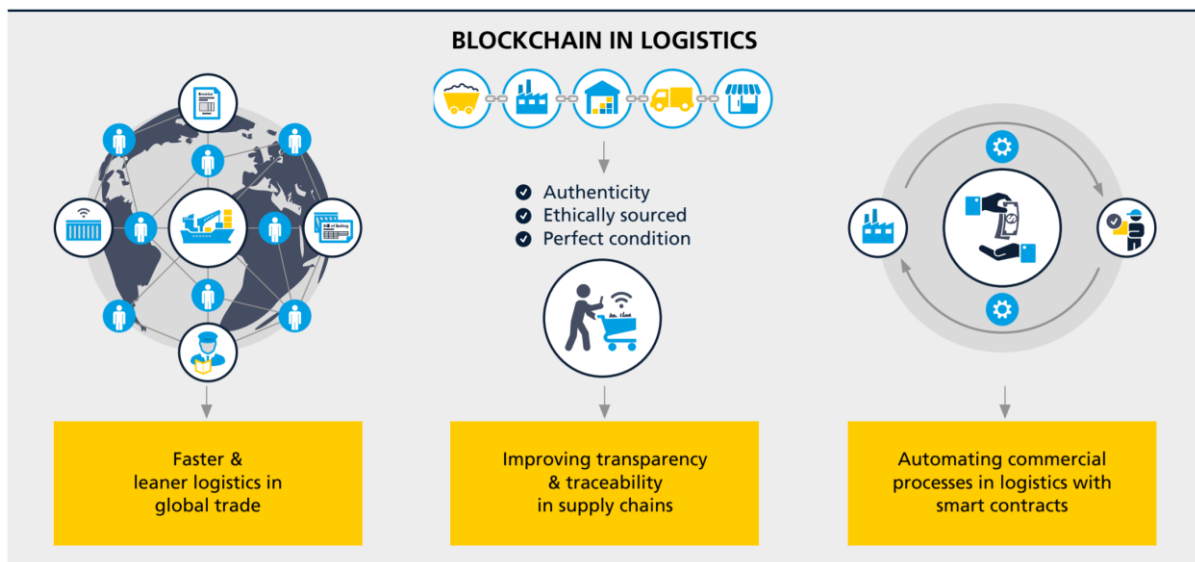 BLOCKCHAIN IN LOGISTICS
Invoice
Authenticity
Ethically sourced
Perfect condition
$
Faster &
leaner logistics in
global trade
Improving transparency
& traceability
in supply chains
Automating commercial
processes in logistics with
smart contracts